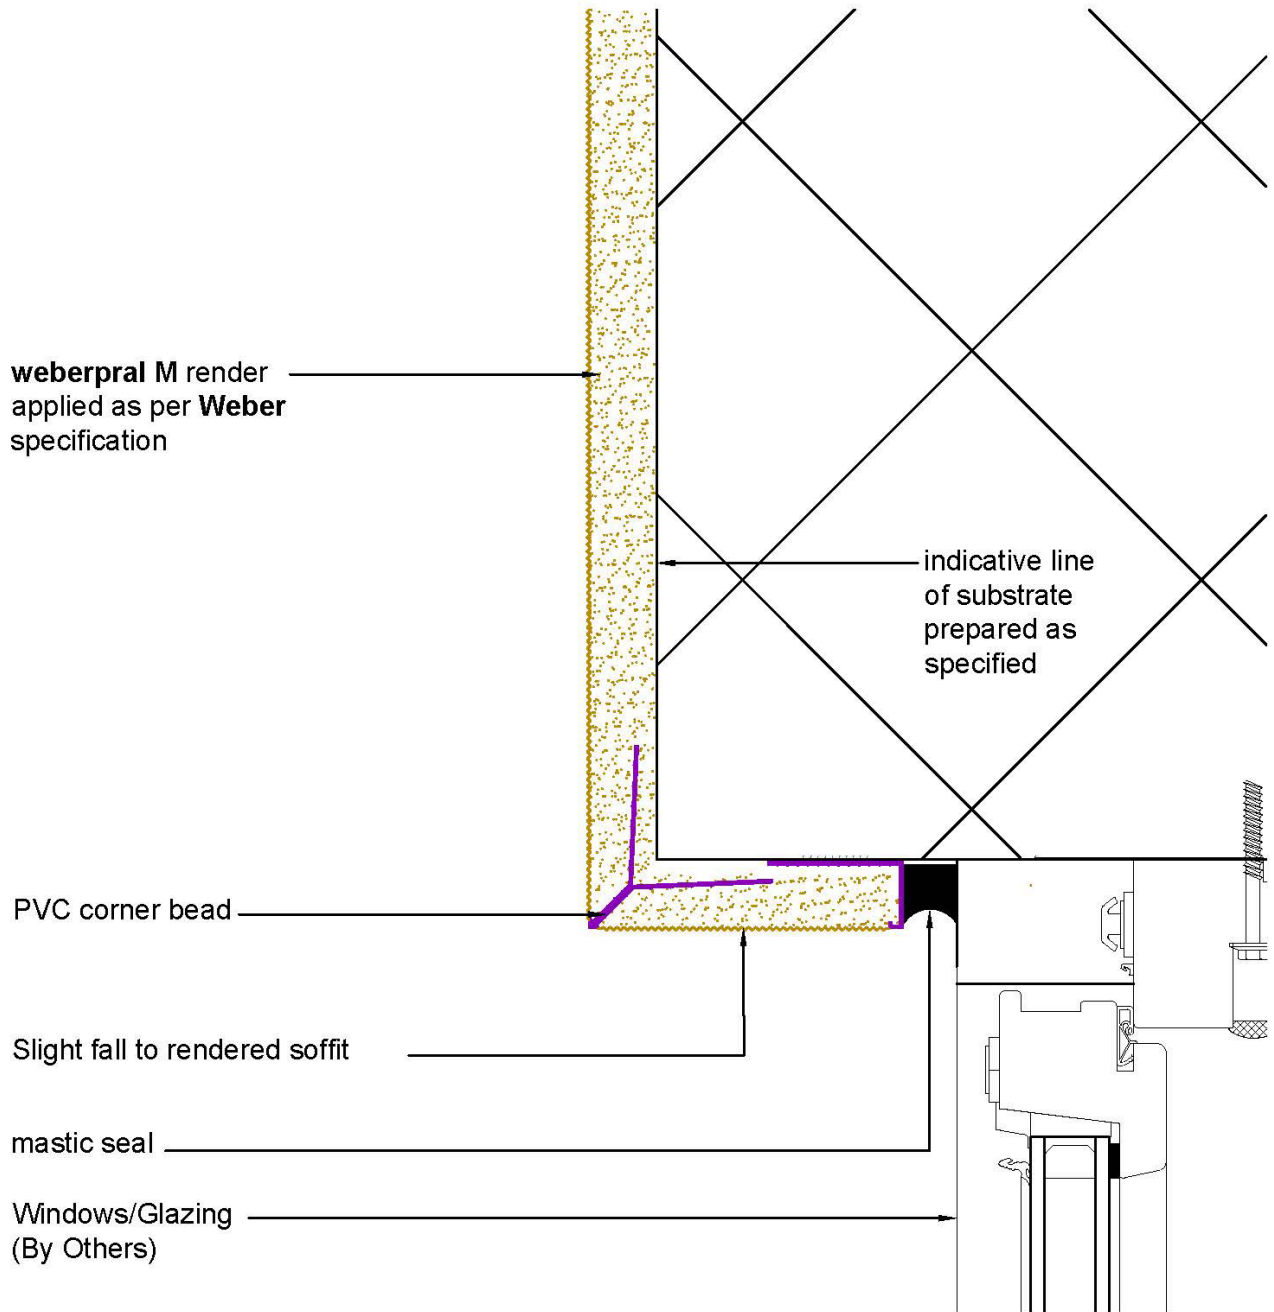 weberpral M render
applied as per Weber
specification
indicative line
of substrate
prepared as
specified
PVC corner bead
Slight fall to rendered soffit
mastic seal
Windows/Glazing
(By Others)